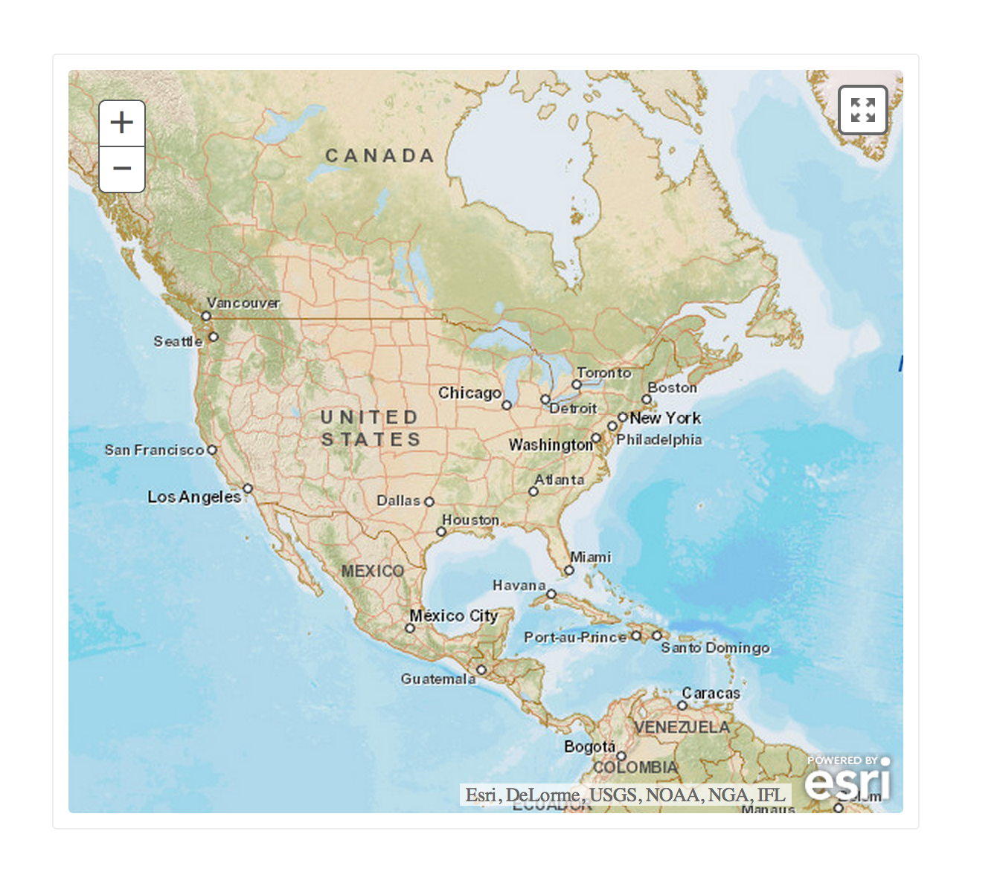 +
−
CANADA
Vancouver
Seattle
Toronto
Boston
Chicago
Detroit
UNITED
STATES
New York
Philadelphia
Washington
San Francisco
Atlanta
Los Angeles
Dallas
Houston
Miami
MEXICO
Havana
México City
Port-au-Prince
Santo Domingo
Guatemala
Caracas
VENEZUELA
Bogotá
COLOMBIA
POWERED BY
esri
Esri, DeLorme, USGS, NOAA, NGA, IFL
ECUADOR
Manaus